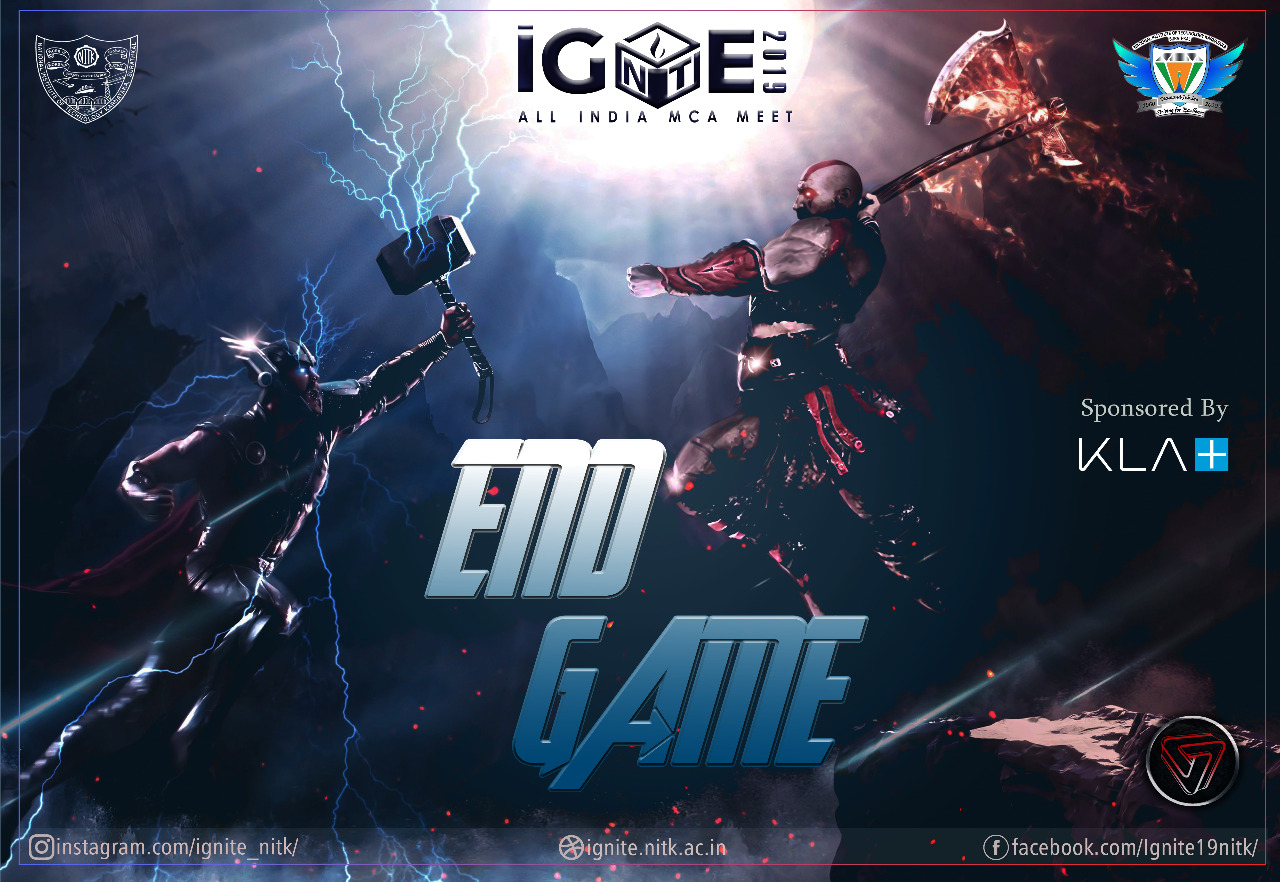 iGNiTE 2019
ALL INDIA MCA MEET
NITK
Sponsored By
KLA+
END
GAME
instagram.com/ignite_nitk/
ignite.nitk.ac.in
facebook.com/Ignite19nitk/